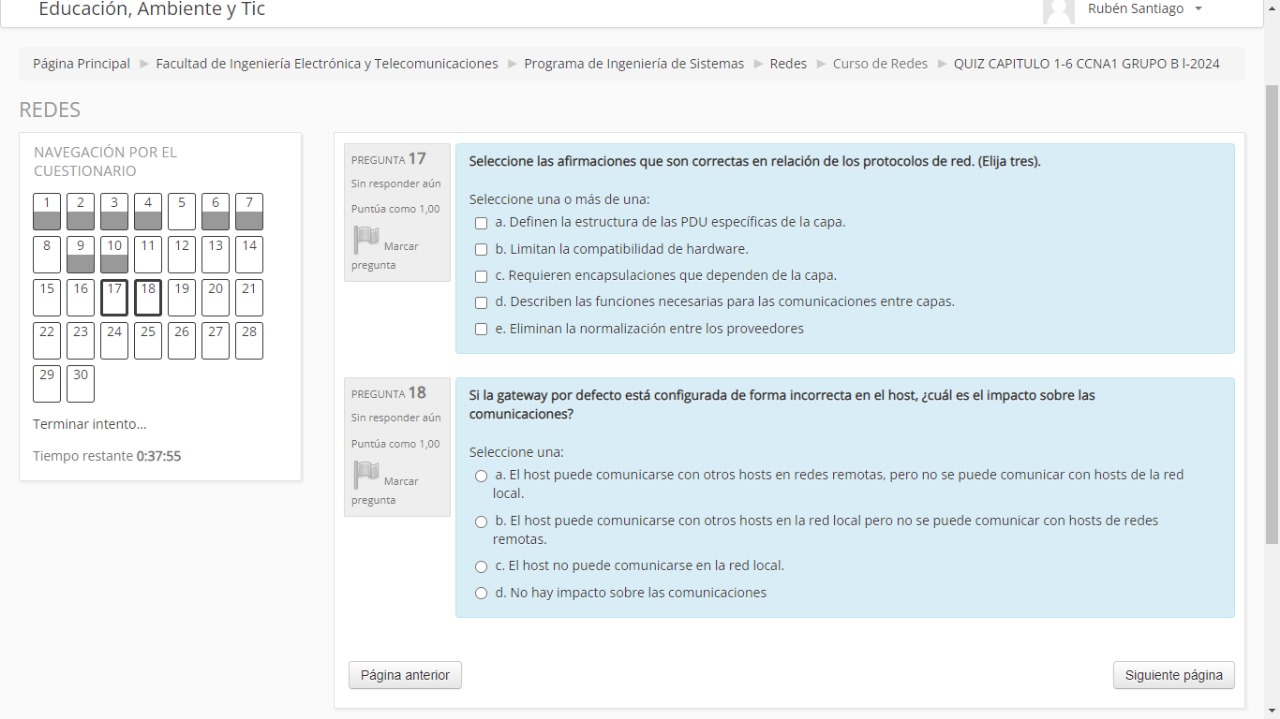 Educación, Ambiente y Tic
Rubén Santiago
Página Principal
Facultad de Ingeniería Electrónica y Telecomunicaciones
Programa de Ingeniería de Sistemas
Redes
Curso de Redes
QUIZ CAPITULO 1-6 CCNA1 GRUPO B I-2024
REDES
NAVEGACIÓN POR EL
CUESTIONARIO
1 2 3 4 5 6 7
8 9 10 11 12 13 14
15 16 17 18 19 20 21
22 23 24 25 26 27 28
29 30
Terminar intento...
Tiempo restante 0:37:55
PREGUNTA 17
Sin responder aún
Puntúa como 1,00
Marcar
pregunta
Seleccione las afirmaciones que son correctas en relación de los protocolos de red. (Elija tres).
Seleccione una o más de una:
a. Definen la estructura de las PDU específicas de la capa.
b. Limitan la compatibilidad de hardware.
c. Requieren encapsulaciones que dependen de la capa.
d. Describen las funciones necesarias para las comunicaciones entre capas.
e. Eliminan la normalización entre los proveedores
PREGUNTA 18
Sin responder aún
Puntúa como 1,00
Marcar
pregunta
Si la gateway por defecto está configurada de forma incorrecta en el host, ¿cuál es el impacto sobre las
comunicaciones?
Seleccione una:
a. El host puede comunicarse con otros hosts en redes remotas, pero no se puede comunicar con hosts de la red
local.
b. El host puede comunicarse con otros hosts en la red local pero no se puede comunicar con hosts de redes
remotas.
c. El host no puede comunicarse en la red local.
d. No hay impacto sobre las comunicaciones
Página anterior
Siguiente página